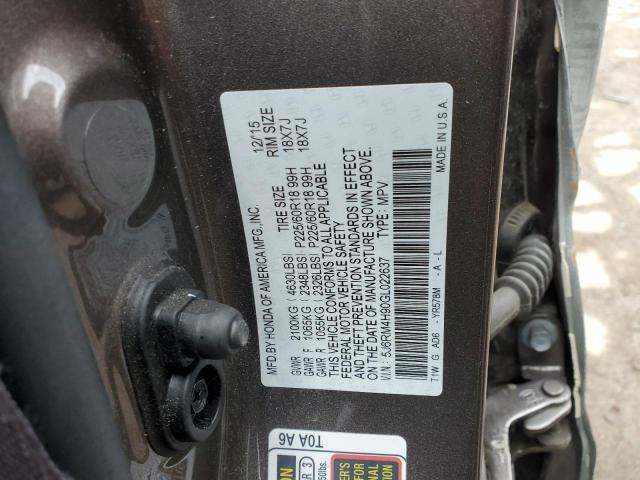 MFD.BY HONDA OF AMERICA MFG., INC. 12/15
TIRE SIZE RIM SIZE
GVWR 2100KG ( 4630LBS)
GAWR F 1065KG ( 2348LBS) P225/60R18 99H 18X7J
GAWR R 1055KG ( 2326LBS) P225/60R18 99H 18X7J
THIS VEHICLE CONFORMS TO ALL APPLICABLE
FEDERAL MOTOR VEHICLE SAFETY
AND THEFT PREVENTION STANDARDS IN EFFECT
ON THE DATE OF MANUFACTURE SHOWN ABOVE.
V.I.N.: 5J6RM4H90GL022637 TYPE: MPV
T1W G A06 -YR578M -A-L MADE IN U.S.A.
T0A A6